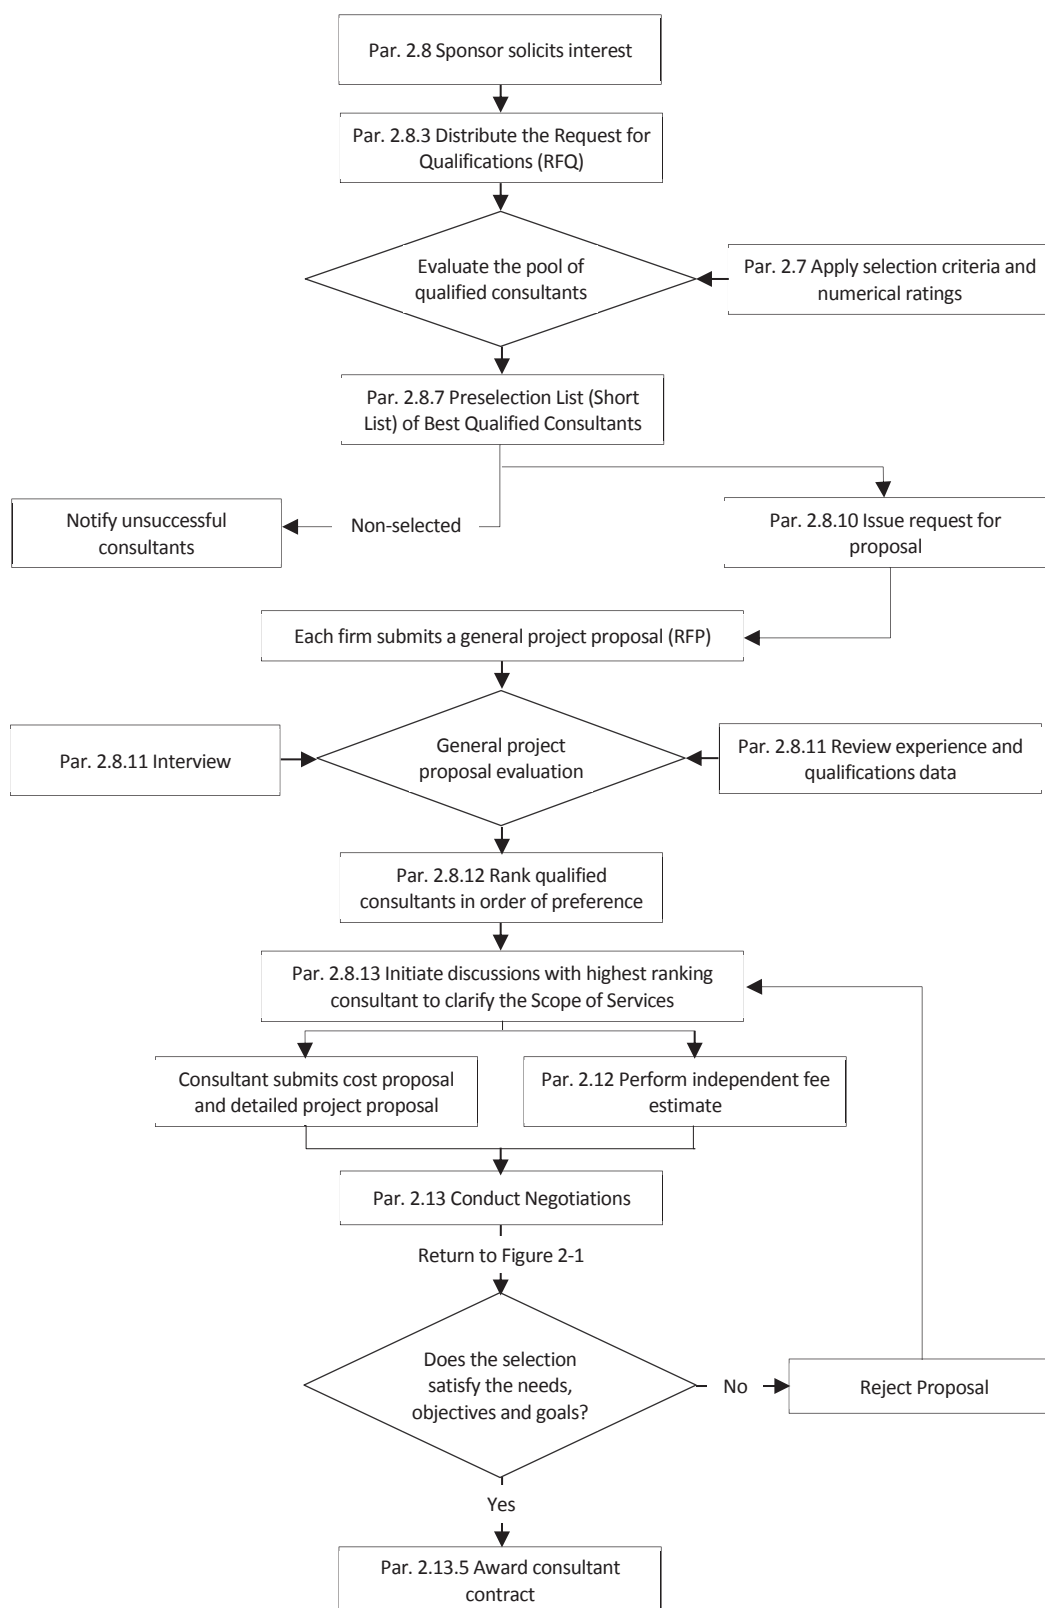 Par. 2.8 Sponsor solicits interest
Par. 2.8.3 Distribute the Request for
Qualifications (RFQ)
Evaluate the pool of
qualified consultants
Par. 2.7 Apply selection criteria and
numerical ratings
Par. 2.8.7 Preselection List (Short
List) of Best Qualified Consultants
Notify unsuccessful
consultants
Non-selected
Par. 2.8.10 Issue request for
proposal
Each firm submits a general project proposal (RFP)
Par. 2.8.11 Interview
General project
proposal evaluation
Par. 2.8.11 Review experience and
qualifications data
Par. 2.8.12 Rank qualified
consultants in order of preference
Par. 2.8.13 Initiate discussions with highest ranking
consultant to clarify the Scope of Services
Consultant submits cost proposal
and detailed project proposal
Par. 2.12 Perform independent fee
estimate
Par. 2.13 Conduct Negotiations
Return to Figure 2-1
Does the selection
satisfy the needs,
objectives and goals?
No
Reject Proposal
Yes
Par. 2.13.5 Award consultant
contract